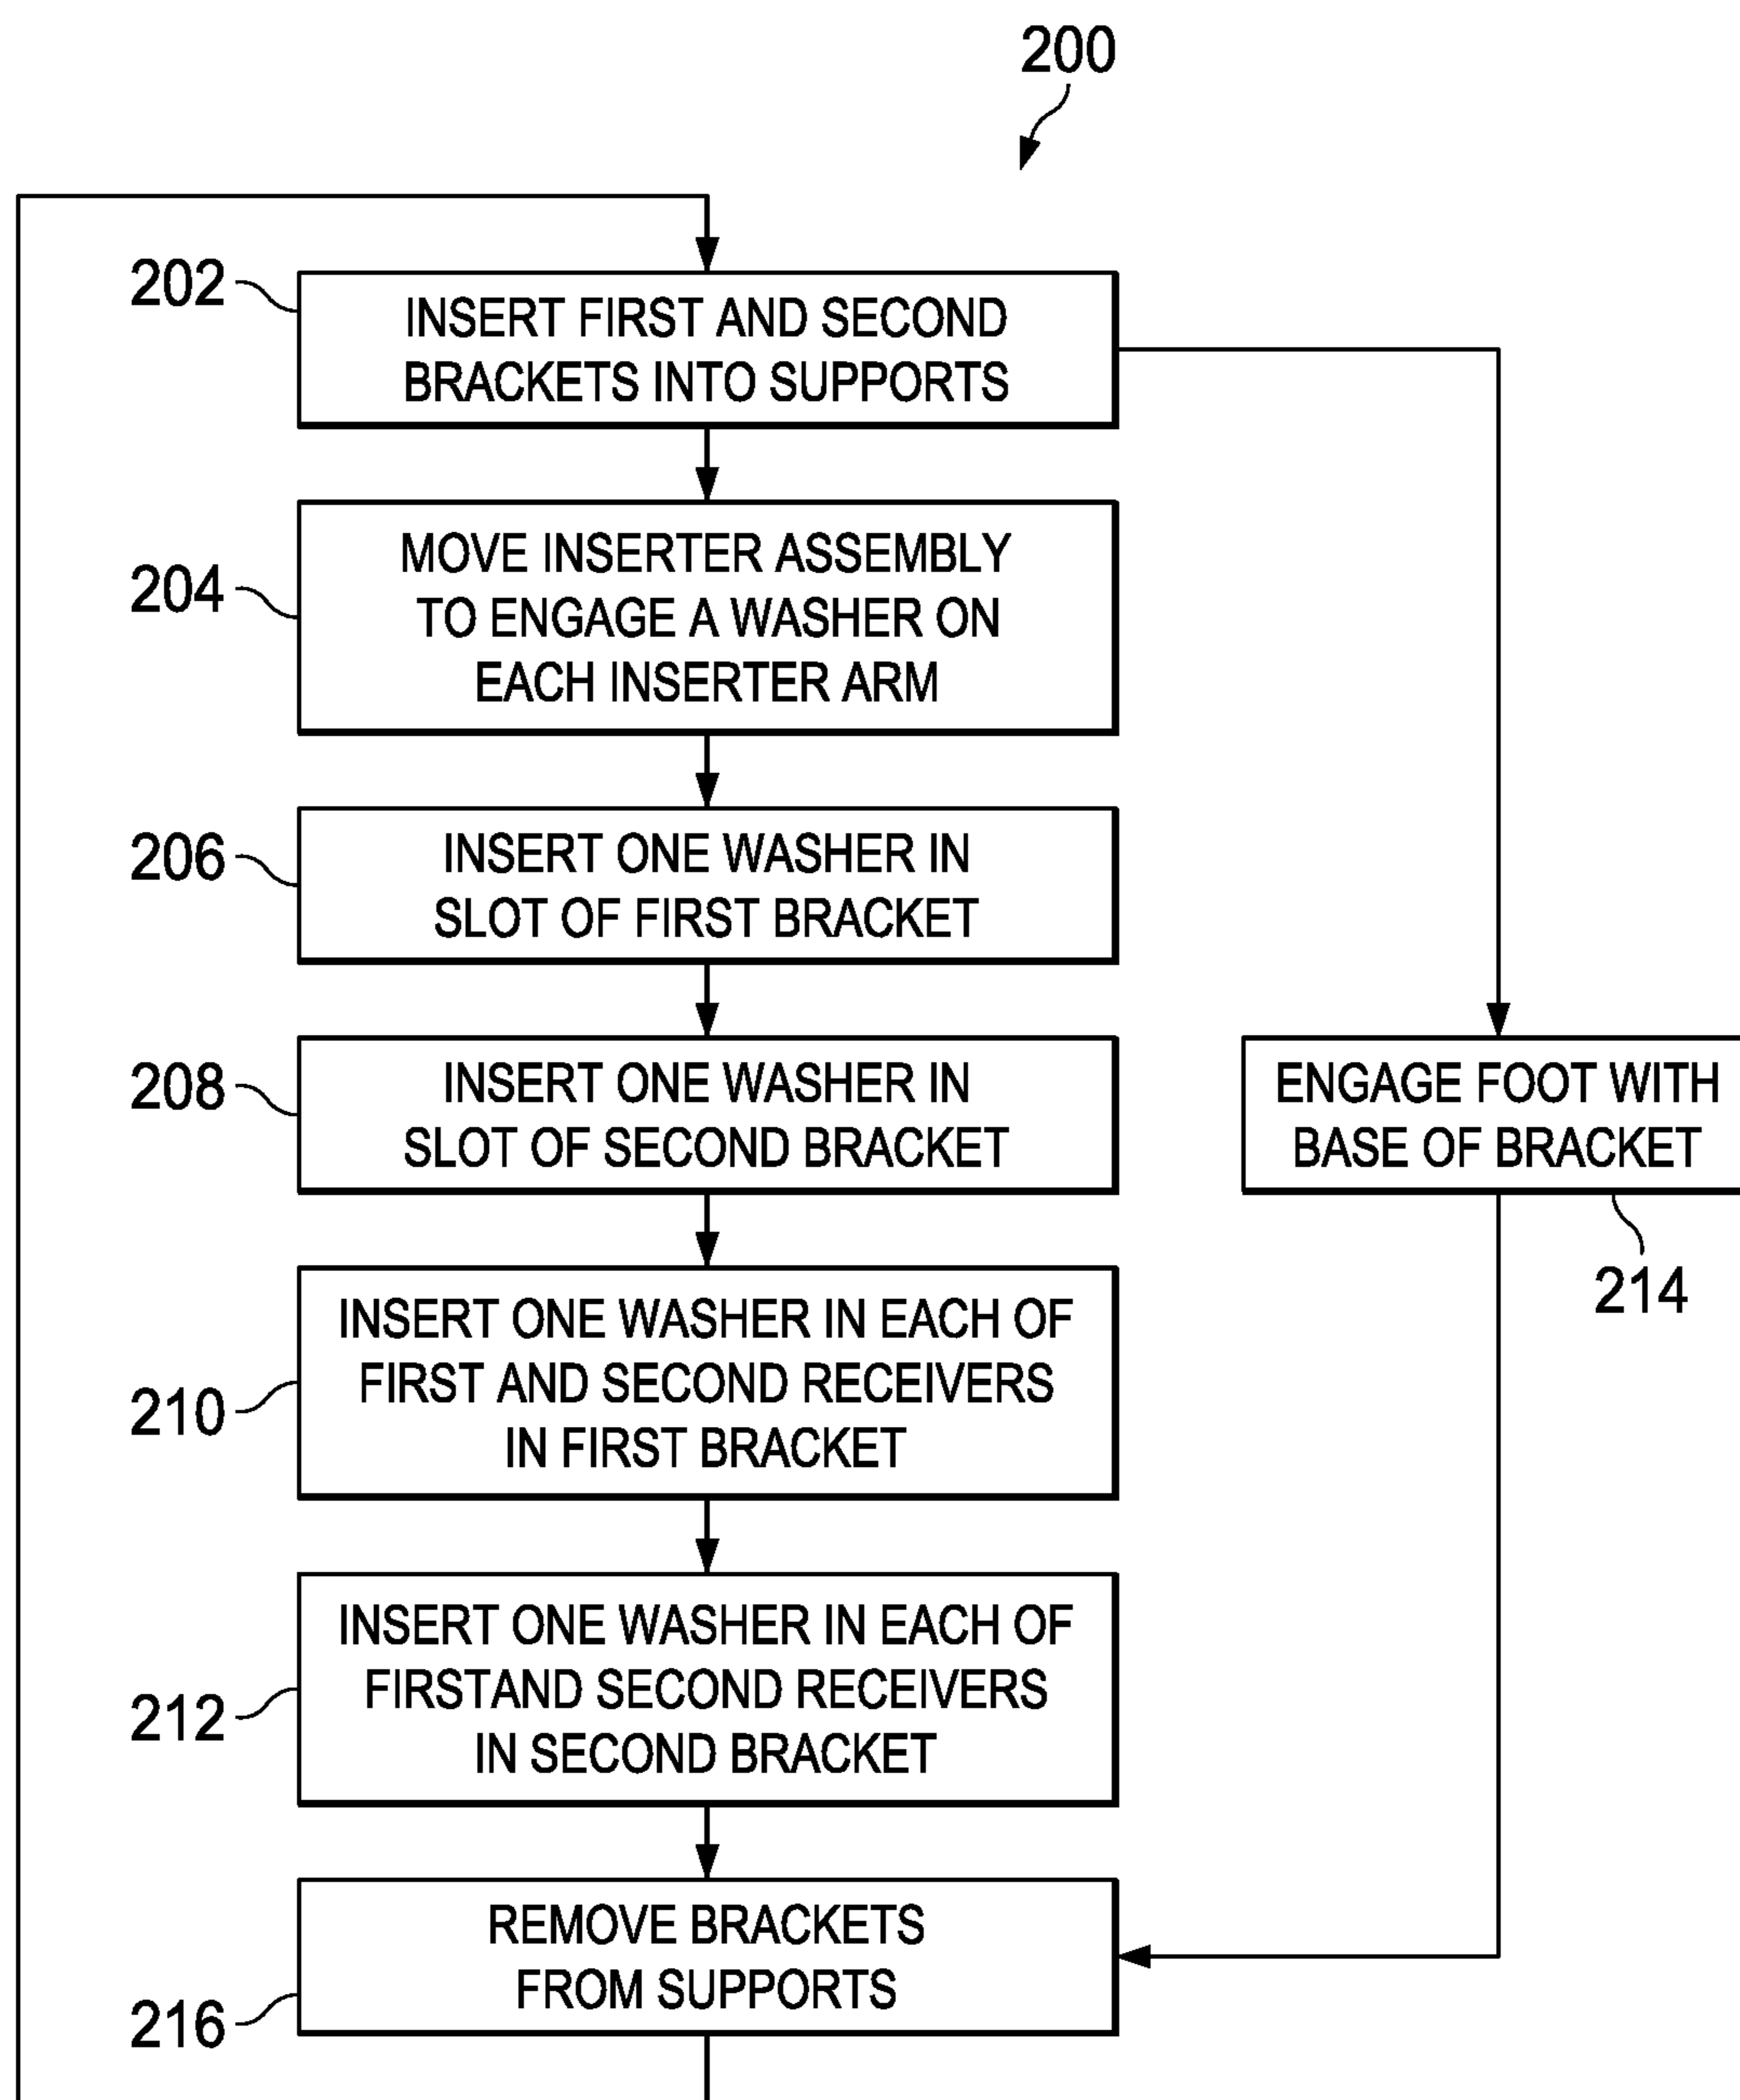 200
202
INSERT FIRST AND SECOND
BRACKETS INTO SUPPORTS
204
MOVE INSERTER ASSEMBLY
TO ENGAGE A WASHER ON
EACH INSERTER ARM
206
INSERT ONE WASHER IN
SLOT OF FIRST BRACKET
208
INSERT ONE WASHER IN
SLOT OF SECOND BRACKET
ENGAGE FOOT WITH
BASE OF BRACKET
214
210
INSERT ONE WASHER IN EACH OF
FIRST AND SECOND RECEIVERS
IN FIRST BRACKET
212
INSERT ONE WASHER IN EACH OF
FIRSTAND SECOND RECEIVERS
IN SECOND BRACKET
216
REMOVE BRACKETS
FROM SUPPORTS